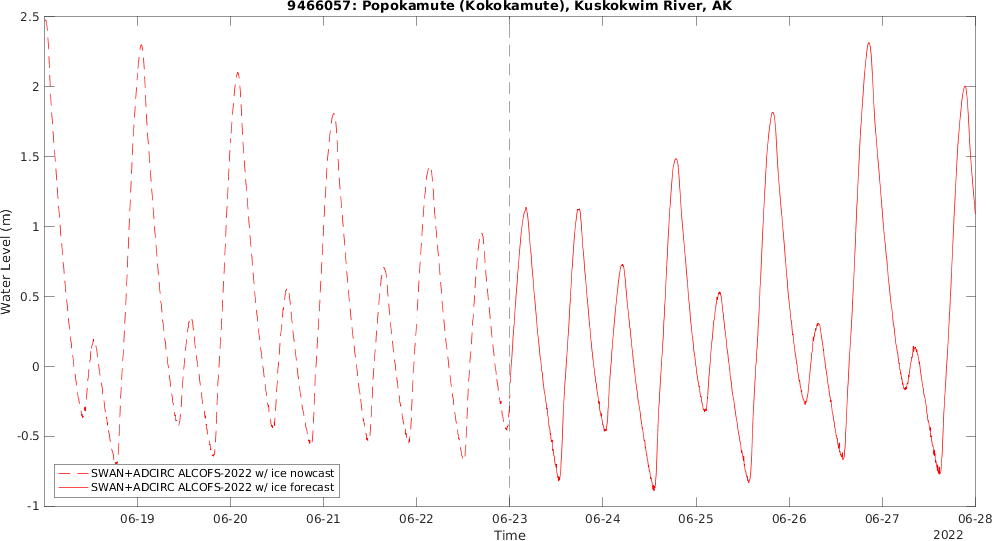 9466057: Popokamute (Kokokamute), Kuskokwim River, AK
2.5
2
1.5
1
0.5
0
-0.5
-1
Water Level (m)
SWAN+ADCIRC ALCOFS-2022 w/ ice nowcast
SWAN+ADCIRC ALCOFS-2022 w/ ice forecast
06-19 06-20 06-21 06-22 06-23 06-24 06-25 06-26 06-27 06-28
Time
2022